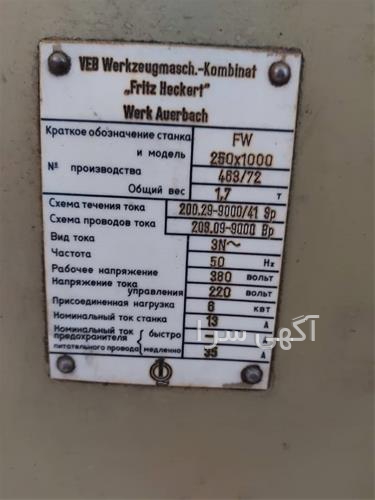 VEB Werkzeugmasch.-Kombinat
„Fritz Heckert"
Werk Auerbach
Краткое обозначение станка FW
и модель 250x1000
№ производства 463/72
Общий вес 1,7 т
Схема течения тока 200.29-9000/41 Sp
Схема проводов тока 209.09-9000 Bp
Вид тока 3N~
Частота 50 Hz
Рабочее напряжение 380 вольт
Напряжение тока
управления 220 вольт
Присоединенная нагрузка 6 квт
Номинальный ток станка 13 А
Номинальный ток
предохранителя { быстро
питательного провода { медленно 35 А
آگهی سرا